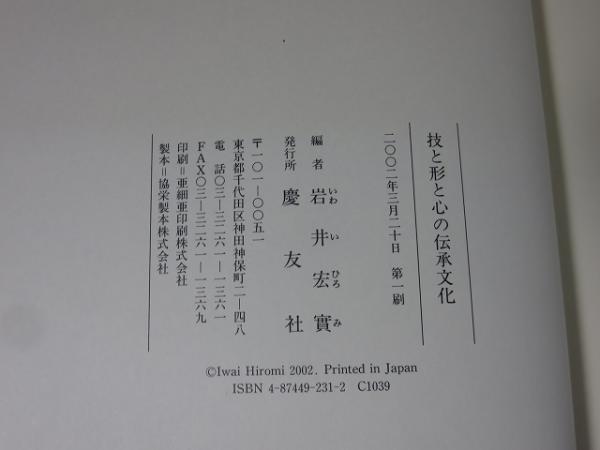 技と形と心の伝承文化
二〇〇二年三月二十日　第一刷
編者　岩井宏實
いわ い ひろ み
発行所　慶友社
〒一〇一―〇〇五一
東京都千代田区神田神保町二―四八
電　話〇三―三二六一―一三六一
ＦＡＸ〇三―三二六一―一三六九
印刷＝亜細亜印刷株式会社
製本＝協栄製本株式会社
©Iwai Hiromi 2002. Printed in Japan
ISBN 4-87449-231-2 C1039